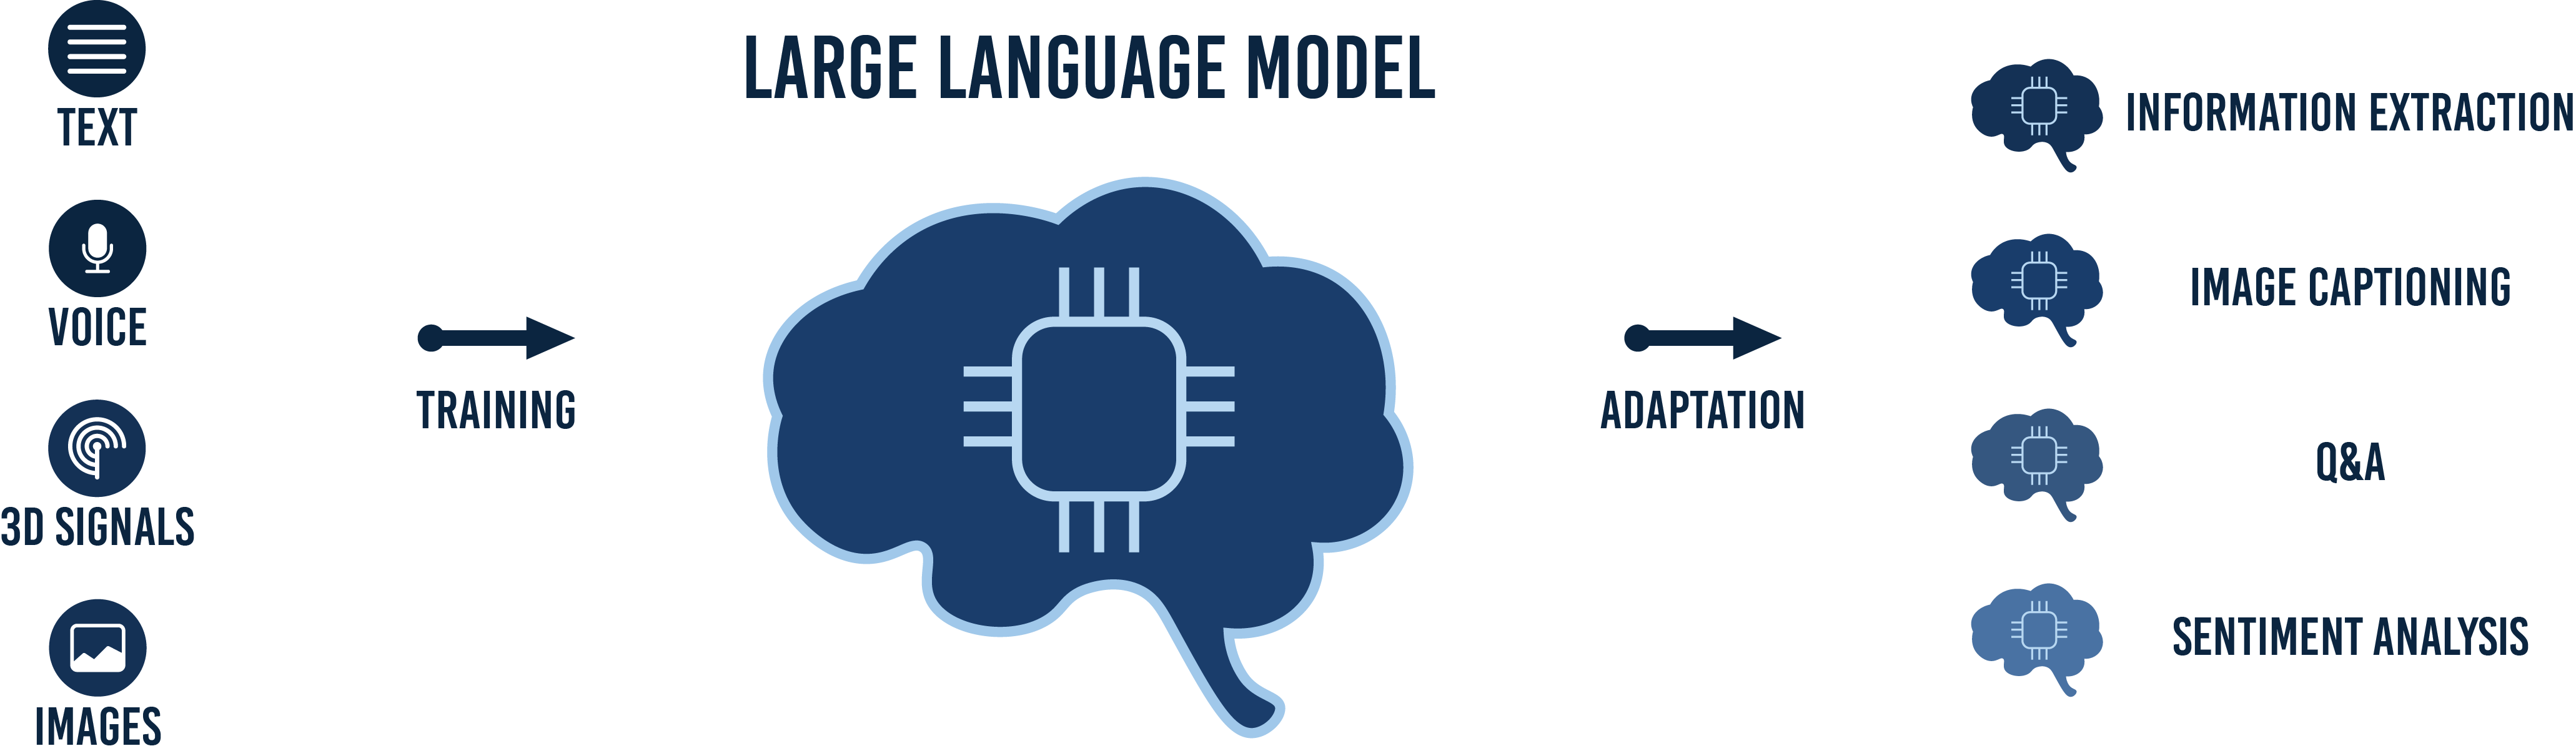 TEXT
VOICE
3D SIGNALS
IMAGES
TRAINING
LARGE LANGUAGE MODEL
ADAPTATION
INFORMATION EXTRACTION
IMAGE CAPTIONING
Q&A
SENTIMENT ANALYSIS